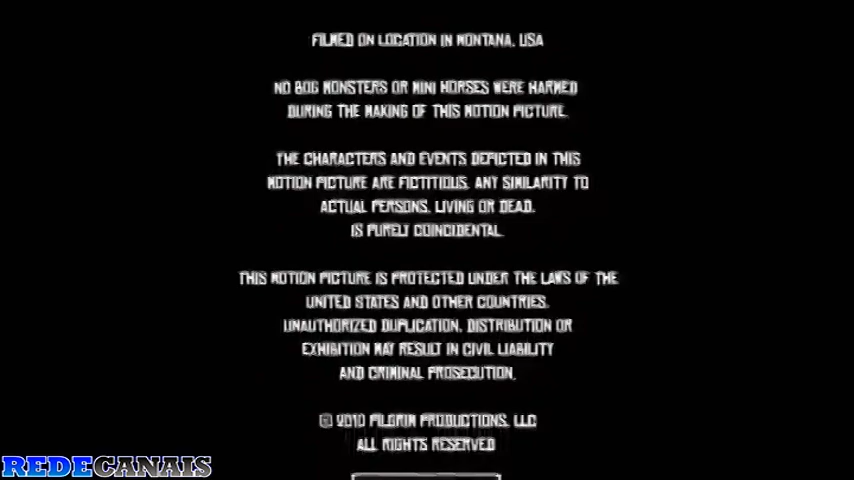 FILMED ON LOCATION IN MONTANA, USA
NO BOG MONSTERS OR MINI HORSES WERE HARMED
DURING THE MAKING OF THIS MOTION PICTURE.
THE CHARACTERS AND EVENTS DEPICTED IN THIS
MOTION PICTURE ARE FICTITIOUS. ANY SIMILARITY TO
ACTUAL PERSONS, LIVING OR DEAD,
IS PURELY COINCIDENTAL.
THIS MOTION PICTURE IS PROTECTED UNDER THE LAWS OF THE
UNITED STATES AND OTHER COUNTRIES.
UNAUTHORIZED DUPLICATION, DISTRIBUTION OR
EXHIBITION MAY RESULT IN CIVIL LIABILITY
AND CRIMINAL PROSECUTION.
© 2010 PILGRIM PRODUCTIONS, LLC
ALL RIGHTS RESERVED
REDECANAIS